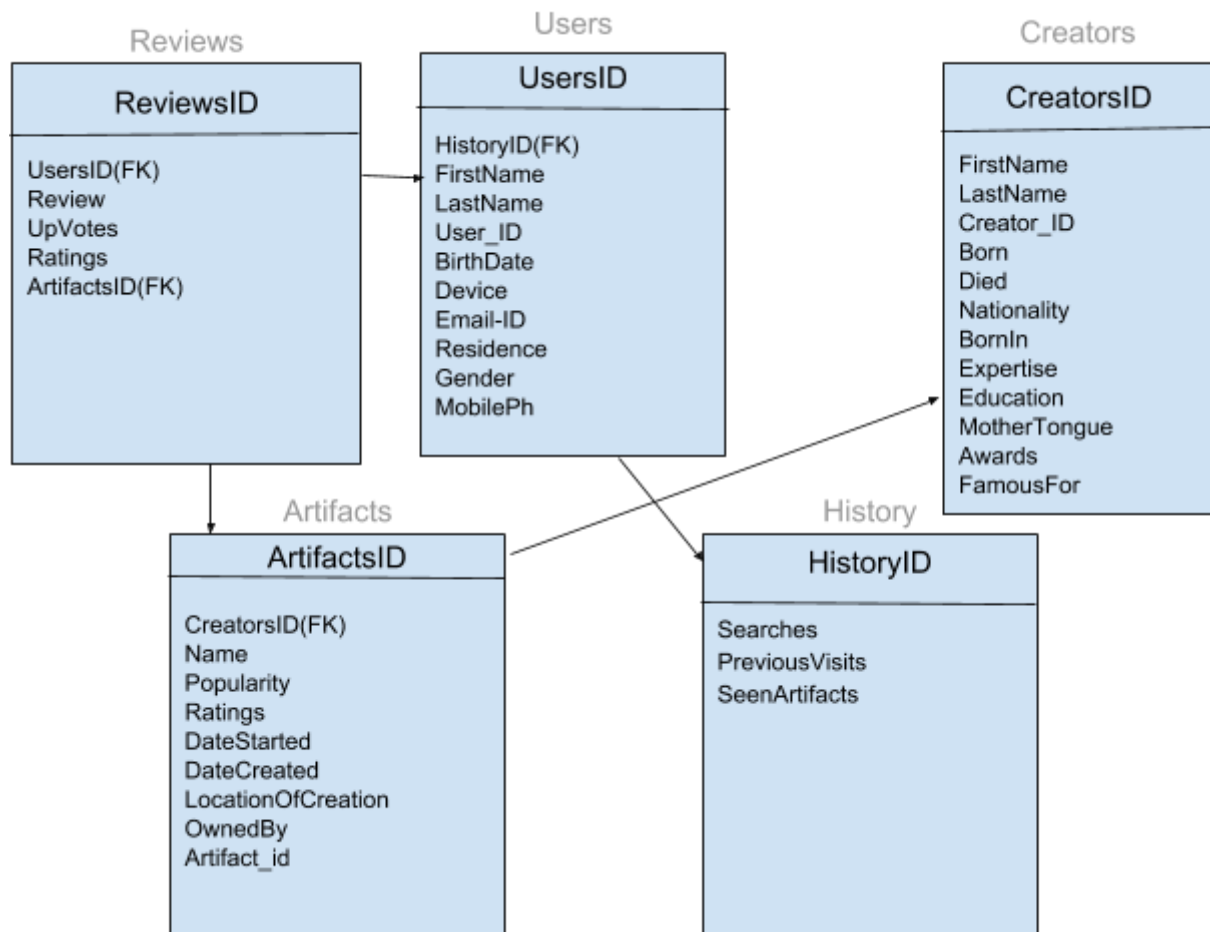 Reviews
ReviewsID
UsersID(FK)
Review
UpVotes
Ratings
ArtifactsID(FK)
Users
UsersID
HistoryID(FK)
FirstName
LastName
User_ID
BirthDate
Device
Email-ID
Residence
Gender
MobilePh
Creators
CreatorsID
FirstName
LastName
Creator_ID
Born
Died
Nationality
BornIn
Expertise
Education
MotherTongue
Awards
FamousFor
Artifacts
ArtifactsID
CreatorsID(FK)
Name
Popularity
Ratings
DateStarted
DateCreated
LocationOfCreation
OwnedBy
Artifact_id
History
HistoryID
Searches
PreviousVisits
SeenArtifacts